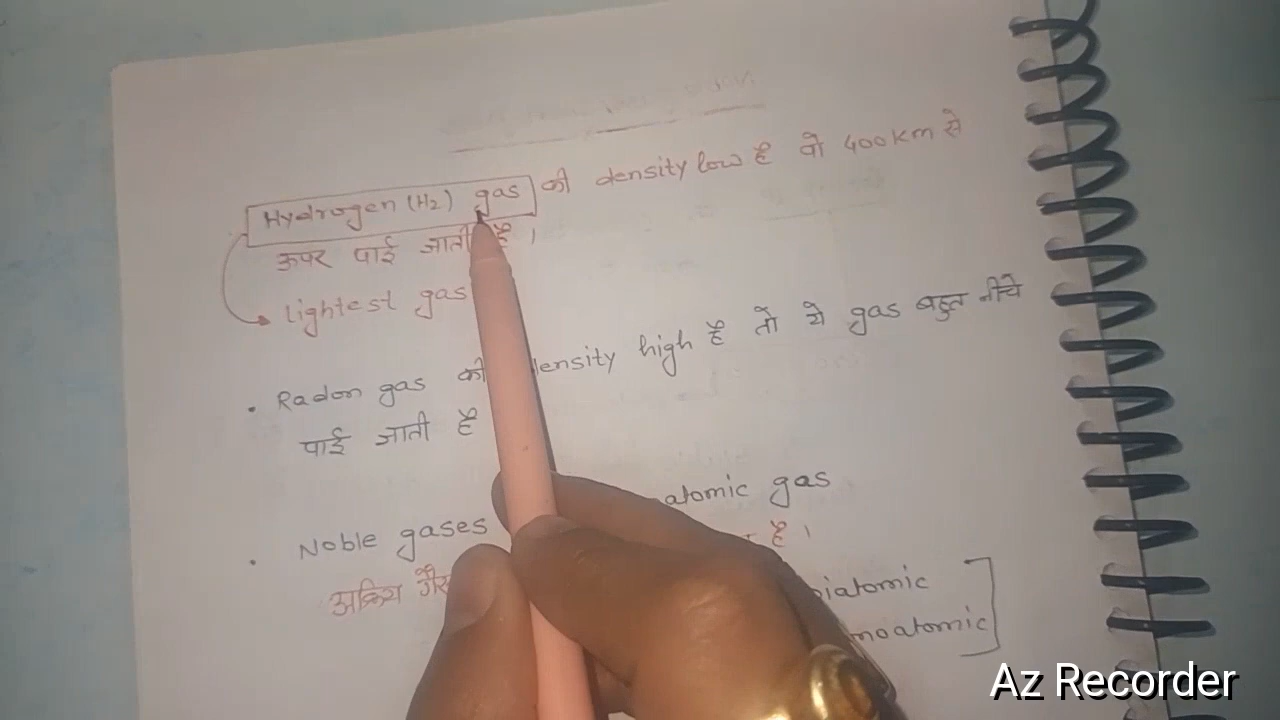 Hydrogen (H2) gas की density low है वो 400km से
ऊपर पाई जाती है ।
lightest gas
• Radon gas की density high है तो ये gas बहुत नीचे
पाई जाती है
• Noble gases atomic gas
अक्रिय है ।
Diatomic
noatomic
Az Recorder